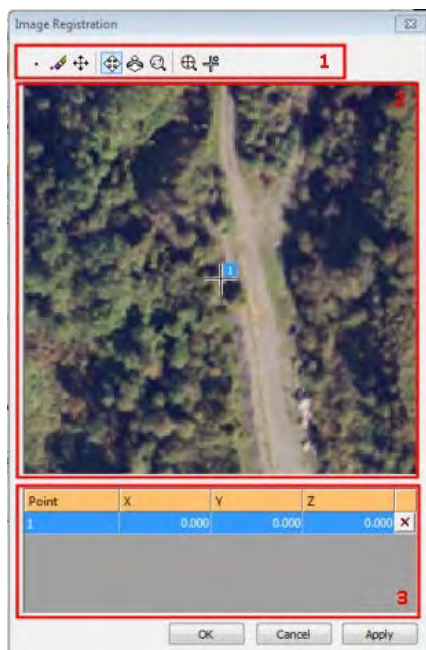 Image Registration
1
2
1
Point X Y Z
1 0.000 0.000 0.000
3
OK Cancel Apply